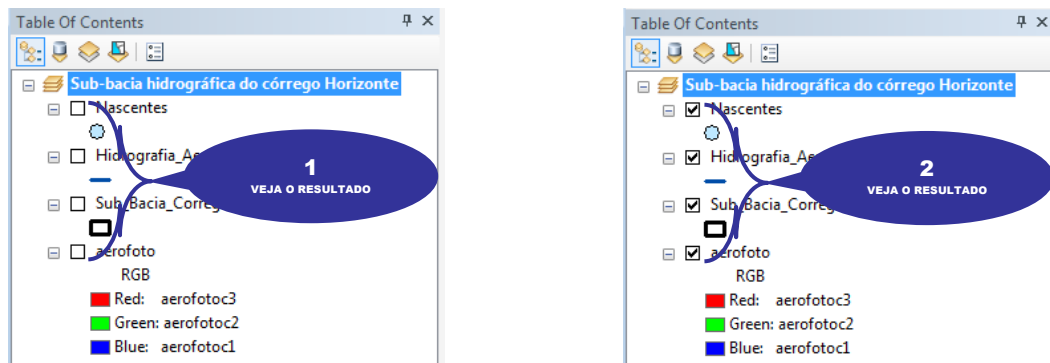 Table Of Contents
Sub-bacia hidrográfica do córrego Horizonte
Nascentes
Hidrografia_Ae
Sub_Bacia_Correg
aerofoto
RGB
Red: aerofotoc3
Green: aerofotoc2
Blue: aerofotoc1
1
VEJA O RESULTADO
Table Of Contents
Sub-bacia hidrográfica do córrego Horizonte
Nascentes
Hidrografia_Ae
Sub_Bacia_Correg
aerofoto
RGB
Red: aerofotoc3
Green: aerofotoc2
Blue: aerofotoc1
2
VEJA O RESULTADO